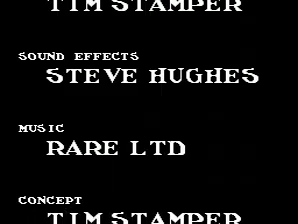 TIM STAMPER
SOUND EFFECTS
STEVE HUGHES
MUSIC
RARE LTD
CONCEPT
TIM STAMPER